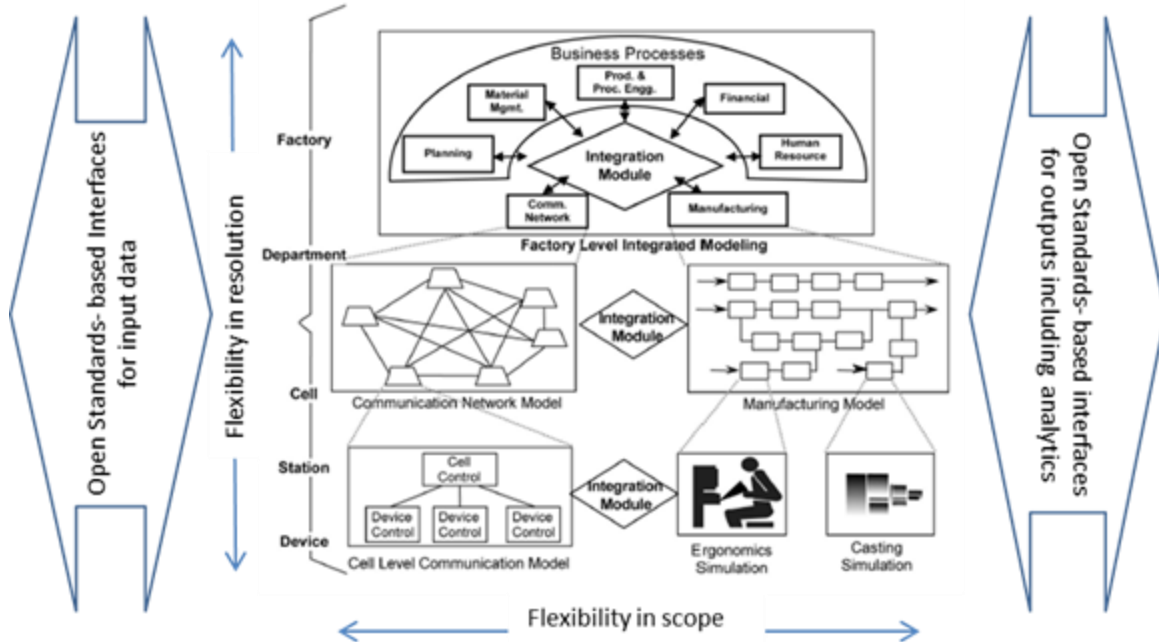 Open Standards- based Interfaces
for input data
Flexibility in resolution
Factory
Department
Cell
Station
Device
Business Processes
Prod. &
Proc. Engg.
Material
Mgmt.
Financial
Planning
Integration
Module
Human
Resource
Comm.
Network
Manufacturing
Factory Level Integrated Modeling
Integration
Module
Communication Network Model
Manufacturing Model
Cell
Control
Device
Control
Device
Control
Device
Control
Integration
Module
Cell Level Communication Model
Ergonomics
Simulation
Casting
Simulation
Flexibility in scope
Open Standards- based interfaces
for outputs including analytics